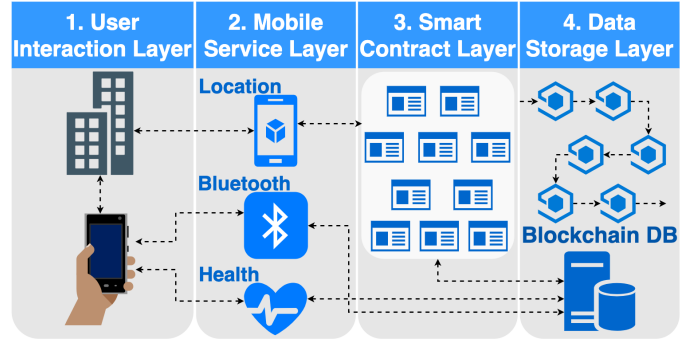 1. User
Interaction Layer
2. Mobile
Service Layer
3. Smart
Contract Layer
4. Data
Storage Layer
Location
Bluetooth
Health
Blockchain DB